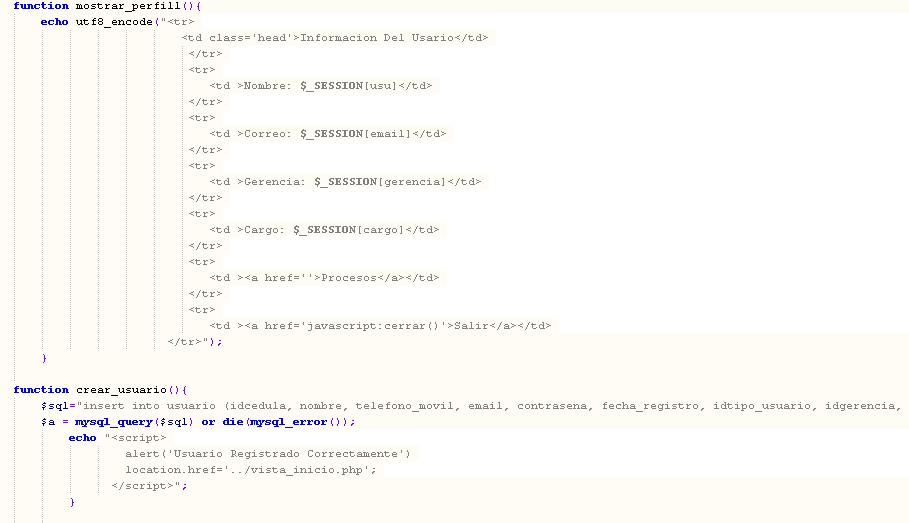 function mostrar_perfill(){
echo utf8_encode("<tr>
<td class='head'>Informacion Del Usario</td>
</tr>
<tr>
<td >Nombre: $_SESSION[usu]</td>
</tr>
<tr>
<td >Correo: $_SESSION[email]</td>
</tr>
<tr>
<td >Gerencia: $_SESSION[gerencia]</td>
</tr>
<tr>
<td >Cargo: $_SESSION[cargo]</td>
</tr>
<tr>
<td ><a href=''>Procesos</a></td>
</tr>
<tr>
<td ><a href='javascript:cerrar()'>Salir</a></td>
</tr>");
}
function crear_usuario(){
$sql="insert into usuario (idcedula, nombre, telefono_movil, email, contrasena, fecha_registro, idtipo_usuario, idgerencia,
$a = mysql_query($sql) or die(mysql_error());
echo "<script>
alert('Usuario Registrado Correctamente')
location.href='../vista_inicio.php';
</script>";
}